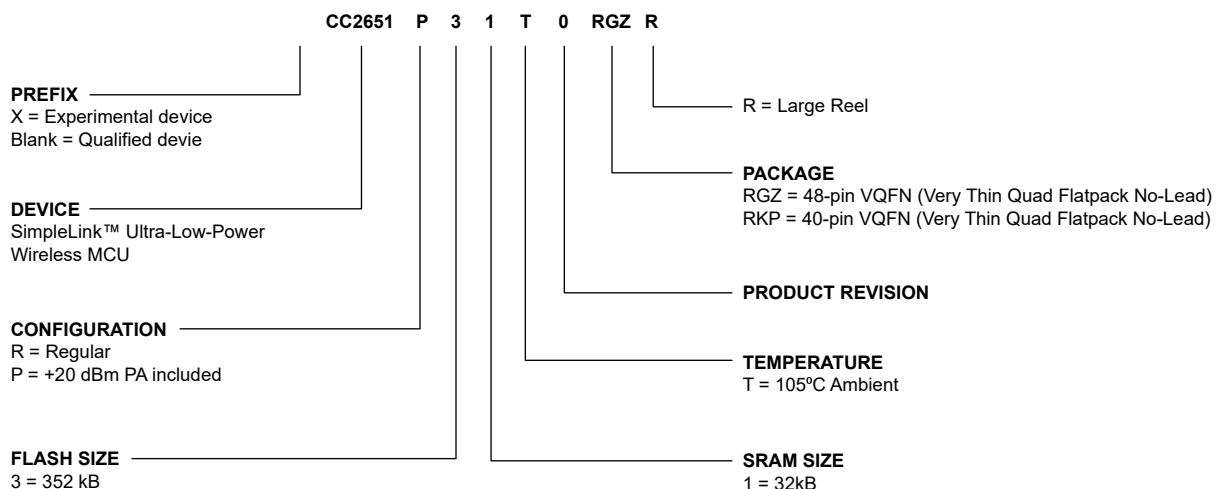 CC2651 P 3 1 T 0 RGZ R
PREFIX
X = Experimental device
Blank = Qualified devie
DEVICE
SimpleLink™ Ultra-Low-Power
Wireless MCU
CONFIGURATION
R = Regular
P = +20 dBm PA included
FLASH SIZE
3 = 352 kB
R = Large Reel
PACKAGE
RGZ = 48-pin VQFN (Very Thin Quad Flatpack No-Lead)
RKP = 40-pin VQFN (Very Thin Quad Flatpack No-Lead)
PRODUCT REVISION
TEMPERATURE
T = 105ºC Ambient
SRAM SIZE
1 = 32kB